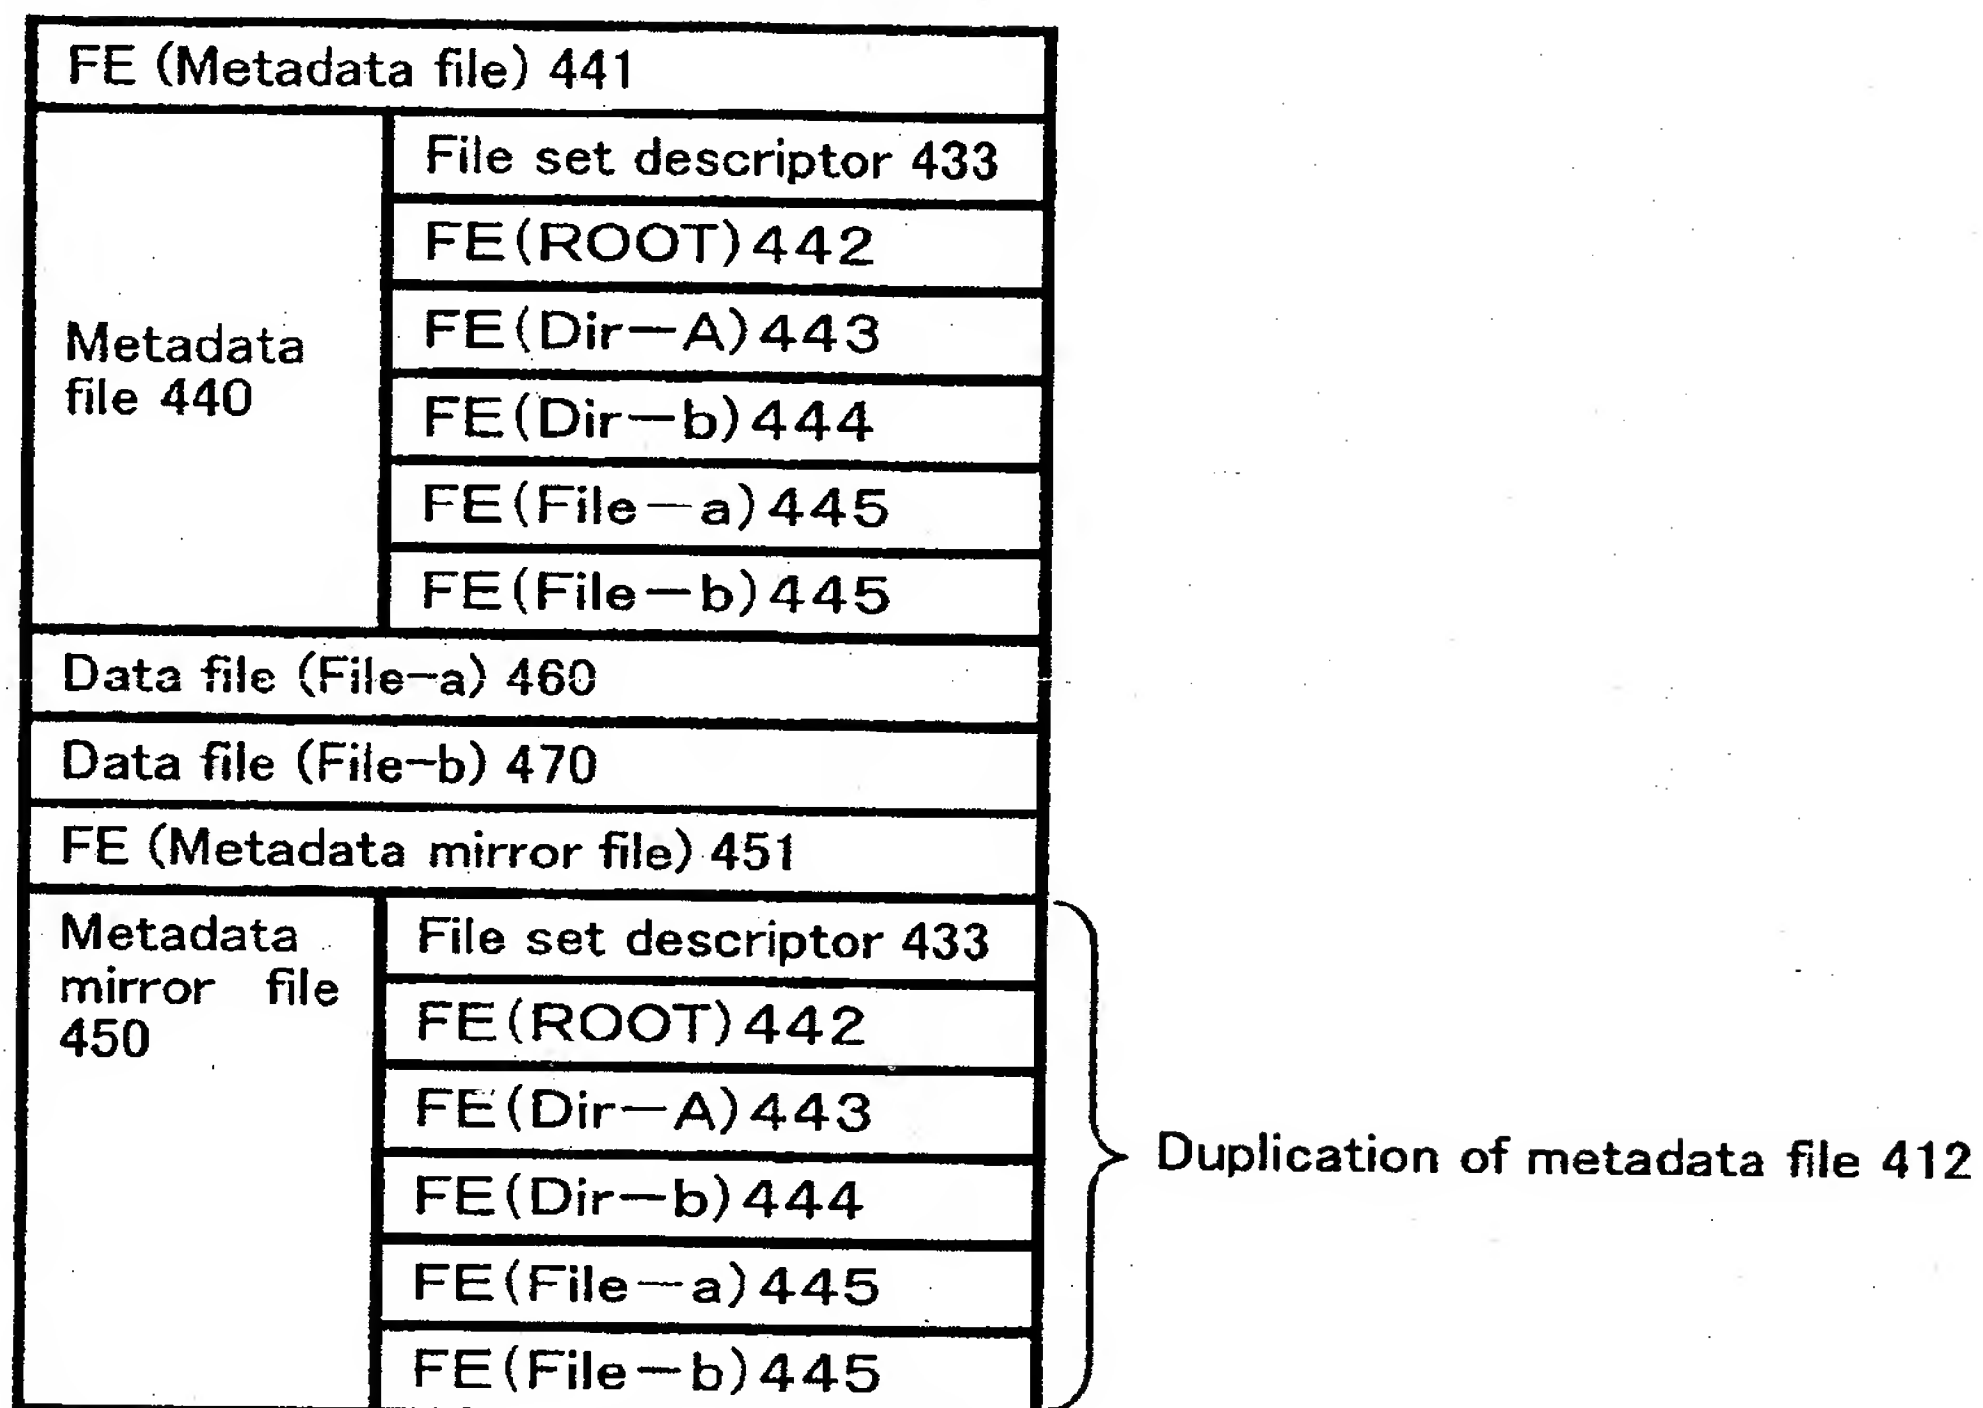 FE (Metadata file) 441
File set descriptor 433
FE(ROOT)442
FE(Dir—A)443
Metadata
file 440
FE(Dir—b)444
FE(File—a)445
FE(File—b)445
Data file (File-a) 460
Data file (File-b) 470
FE (Metadata mirror file) 451
Metadata
mirror file
450
File set descriptor 433
FE(ROOT)442
FE(Dir—A)443
FE(Dir—b)444
FE(File—a)445
FE(File—b)445
Duplication of metadata file 412